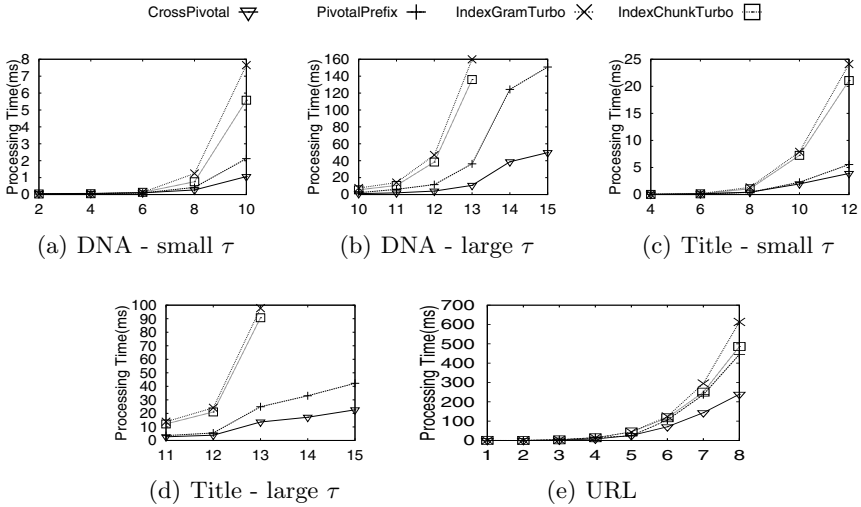 CrossPivotal PivotalPrefix IndexGramTurbo IndexChunkTurbo
Processing Time(ms)
8
7
6
5
4
3
2
1
0
2 4 6 8 10
(a) DNA - small τ
Processing Time(ms)
160
140
120
100
80
60
40
20
0
10 11 12 13 14 15
(b) DNA - large τ
Processing Time(ms)
25
20
15
10
5
0
4 6 8 10 12
(c) Title - small τ
Processing Time(ms)
100
90
80
70
60
50
40
30
20
10
0
11 12 13 14 15
(d) Title - large τ
Processing Time(ms)
700
600
500
400
300
200
100
0
1 2 3 4 5 6 7 8
(e) URL